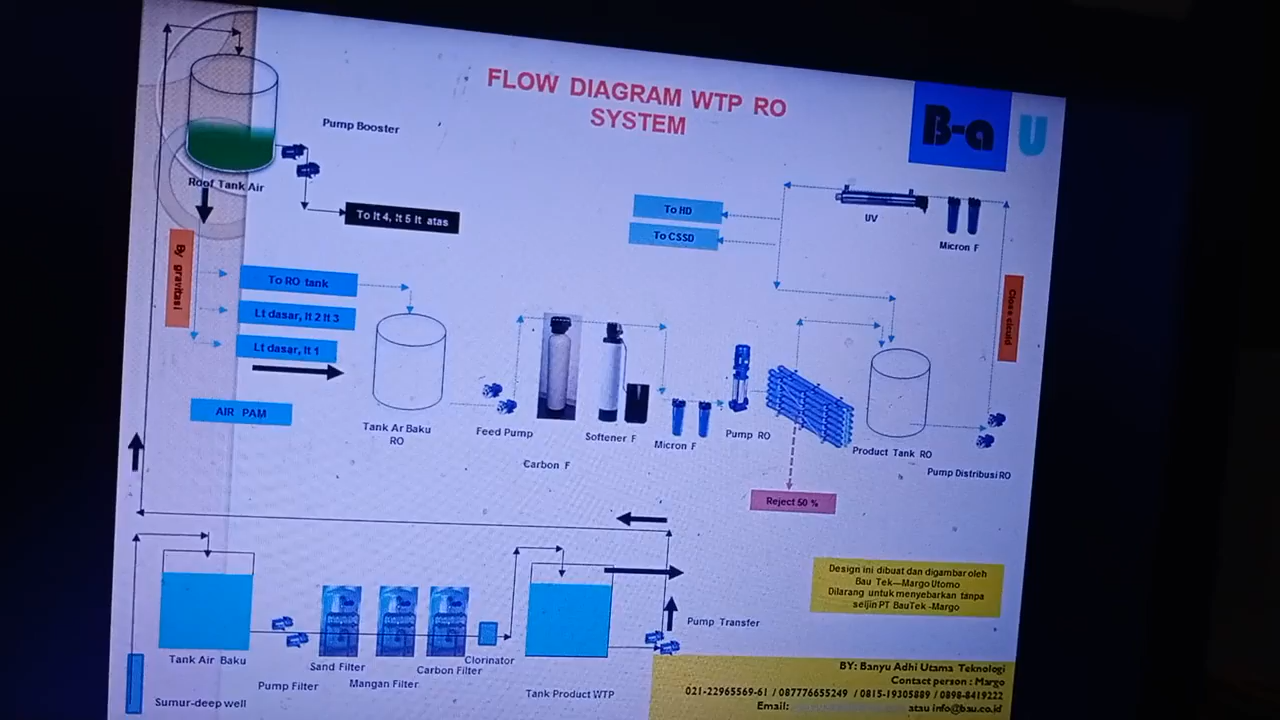 FLOW DIAGRAM WTP RO
SYSTEM
B-a U
Pump Booster
Roof Tank Air
To lt 4, lt 5 lt atas
By gravitasi
To RO tank
Lt dasar, lt 2 lt 3
Lt dasar, lt 1
AIR PAM
To HD
To CSSD
UV
Micron F
Close circuld
Tank Ar Baku
RO
Feed Pump
Carbon F
Softener F
Micron F
Pump RO
Product Tank RO
Pump Distribusi RO
Reject 50 %
Tank Air Baku
Sumur-deep well
Pump Filter
Sand Filter
Mangan Filter
Carbon Filter
Clorinator
Tank Product WTP
Pump Transfer
Design ini dibuat dan digambar oleh
Bau Tek—Margo Utomo
Dilarang untuk menyebarkan tanpa
seijin PT BauTek -Margo
BY: Banyu Adhi Utama Teknologi
Contact person : Margo
021-22965569-61 / 087776655249 / 0815-19305889 / 0898-8419222
Email: atau info@bau.co.id